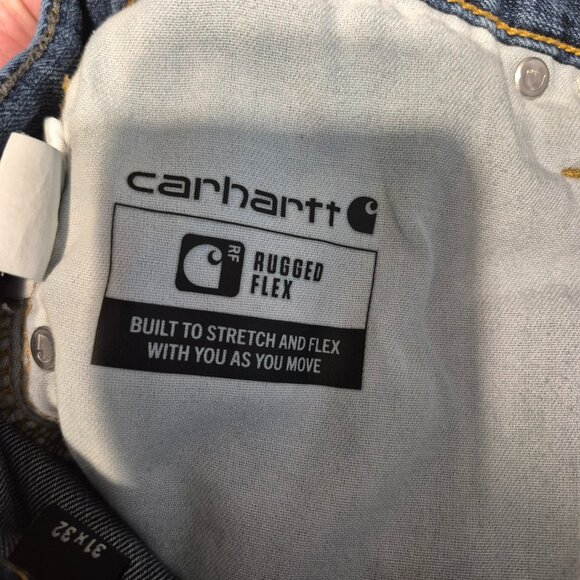 carhartt
RF
RUGGED
FLEX
BUILT TO STRETCH AND FLEX
WITH YOU AS YOU MOVE
31X32